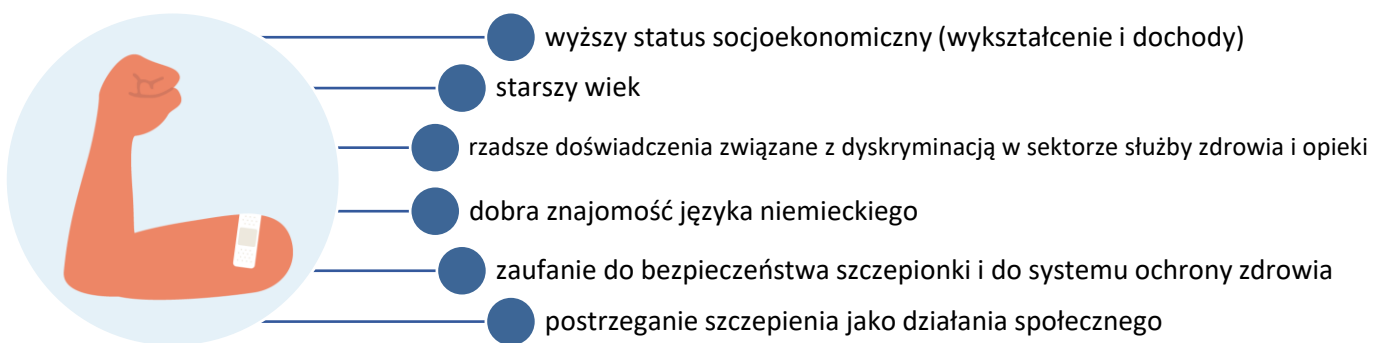 wyższy status socjoekonomiczny (wykształcenie i dochody)
starszy wiek
rzadsze doświadczenia związane z dyskryminacją w sektorze służby zdrowia i opieki
dobra znajomość języka niemieckiego
zaufanie do bezpieczeństwa szczepionki i do systemu ochrony zdrowia
postrzeganie szczepienia jako działania społecznego